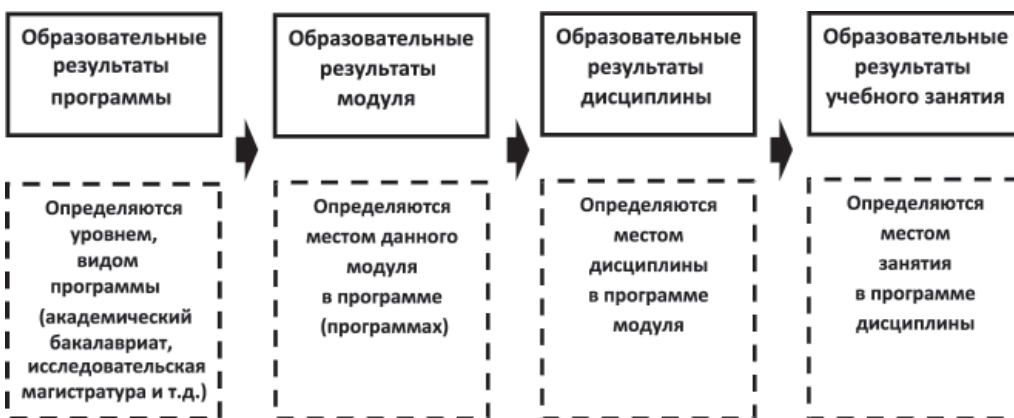 Образовательные
результаты
программы
Образовательные
результаты
модуля
Образовательные
результаты
дисциплины
Образовательные
результаты
учебного занятия
Определяются
уровнем,
видом
программы
(академический
бакалавриат,
исследовательская
магистратура и т.д.)
Определяются
местом данного
модуля
в программе
(программах)
Определяются
местом
дисциплины
в программе
модуля
Определяются
местом
занятия
в программе
дисциплины